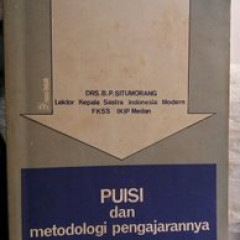 DRS. B.P. SITUMORANG
Lektor Kepala Sastra Indonesia Modern
FKSS IKIP Medan
PUISI
dan
metodologi pengajarannya